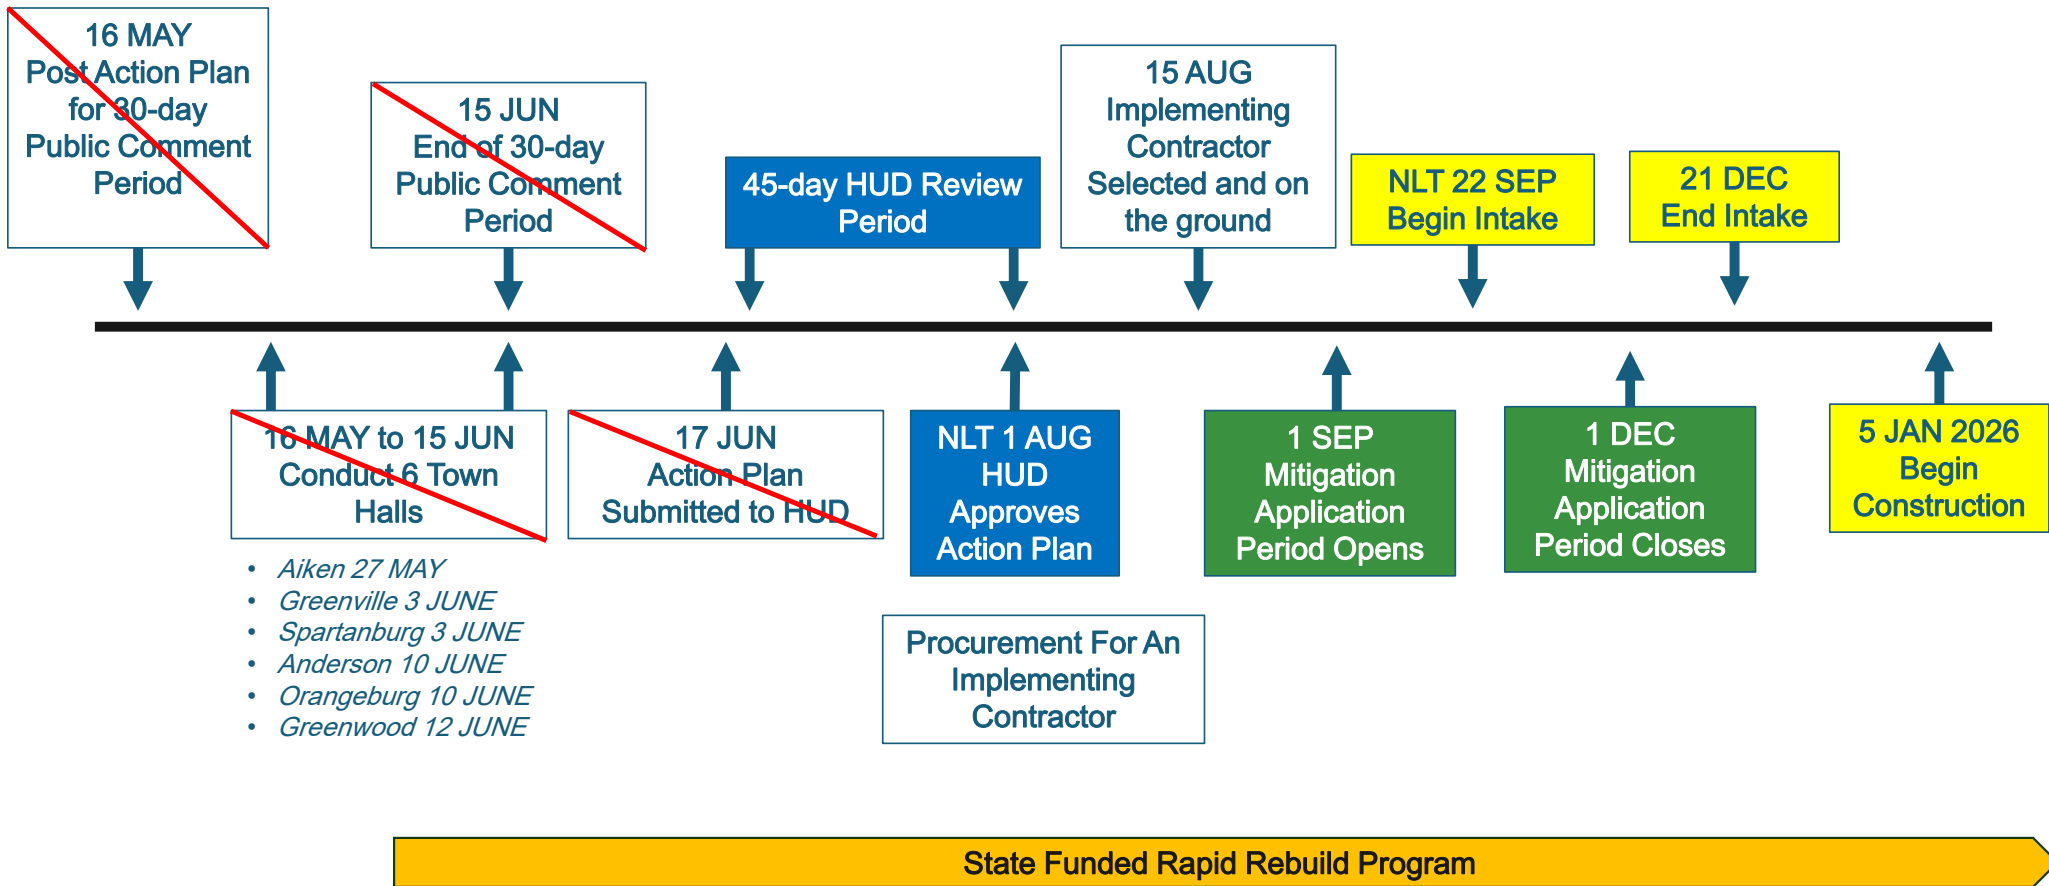 16 MAY
Post Action Plan
for 30-day
Public Comment
Period
15 JUN
End of 30-day
Public Comment
Period
45-day HUD Review
Period
15 AUG
Implementing
Contractor
Selected and on
the ground
NLT 22 SEP
Begin Intake
21 DEC
End Intake
16 MAY to 15 JUN
Conduct 6 Town
Halls
• Aiken 27 MAY
• Greenville 3 JUNE
• Spartanburg 3 JUNE
• Anderson 10 JUNE
• Orangeburg 10 JUNE
• Greenwood 12 JUNE
17 JUN
Action Plan
Submitted to HUD
NLT 1 AUG
HUD
Approves
Action Plan
Procurement For An
Implementing
Contractor
1 SEP
Mitigation
Application
Period Opens
1 DEC
Mitigation
Application
Period Closes
5 JAN 2026
Begin
Construction
State Funded Rapid Rebuild Program